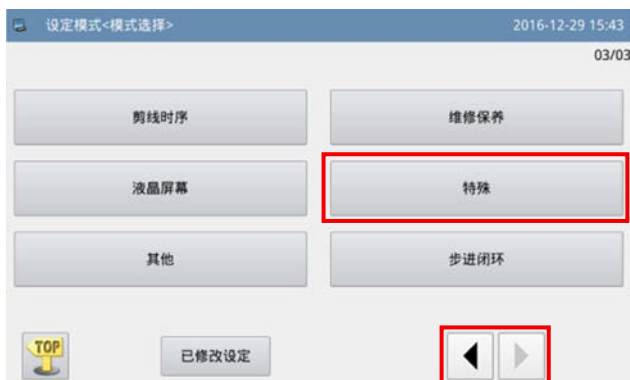 设定模式<模式选择> 2016-12-29 15:43
03/03
剪线时序 维修保养
液晶屏幕 特殊
其他 步进闭环
TOP 已修改设定